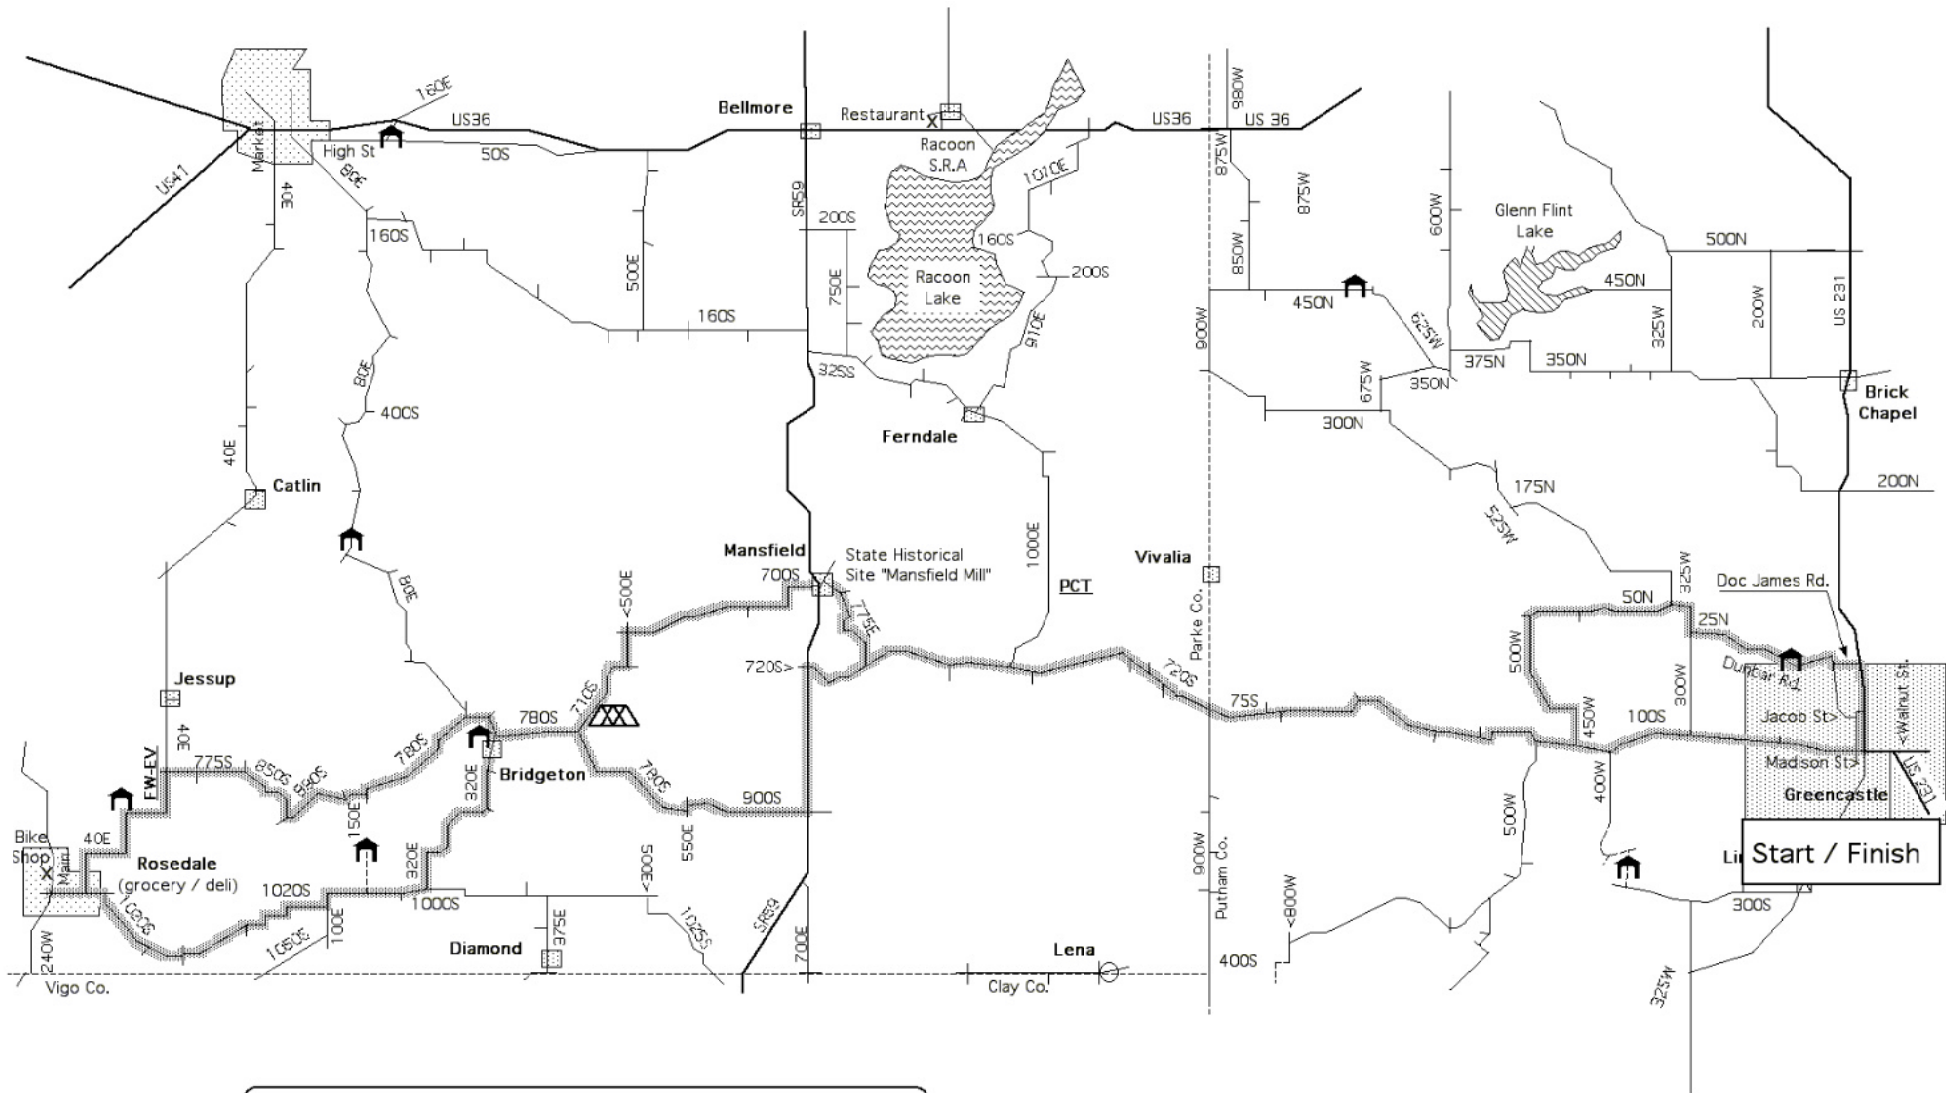 160E
Bellmore
Restaurant
X
US36
US36
US 36
880W
Market
High St
50S
Racoon
S.R.A
1010E
875W
US41
80E
40E
SR59
200S
875W
600W
Glenn Flint
Lake
160S
160S
500E
750E
Racoon
Lake
200S
850W
500N
450N
450N
325W
200W
US 231
160S
910E
900W
625W
325S
675W
350N
375N
350N
Brick
Chapel
80E
400S
300N
Ferndale
40E
Catlin
175N
200N
525W
Mansfield
State Historical
Site "Mansfield Mill"
700S
1000E
Vivalia
PCT
80E
<500E
775E
Parke Co.
325W
Doc James Rd.
50N
25N
500W
Dunbar Rd.
Jessup
720S>
720S
710S
75S
300W
<Walnut St.
40E
780S
780S
450W
100S
Jacob St>
775S
850S
Bridgeton
780S
Madison St>
US 231
FW-EV
320E
900S
400W
Greencastle
150E
550E
500W
Bike
Shop
X
Main
40E
Rosedale
(grocery / deli)
320E
<500E
900W
Putnam Co.
Start / Finish
1020S
1000S
300S
100E
1050S
Diamond
375E
1025S
SR59
700E
<800W
Lena
400S
240W
Vigo Co.
Clay Co.
325W